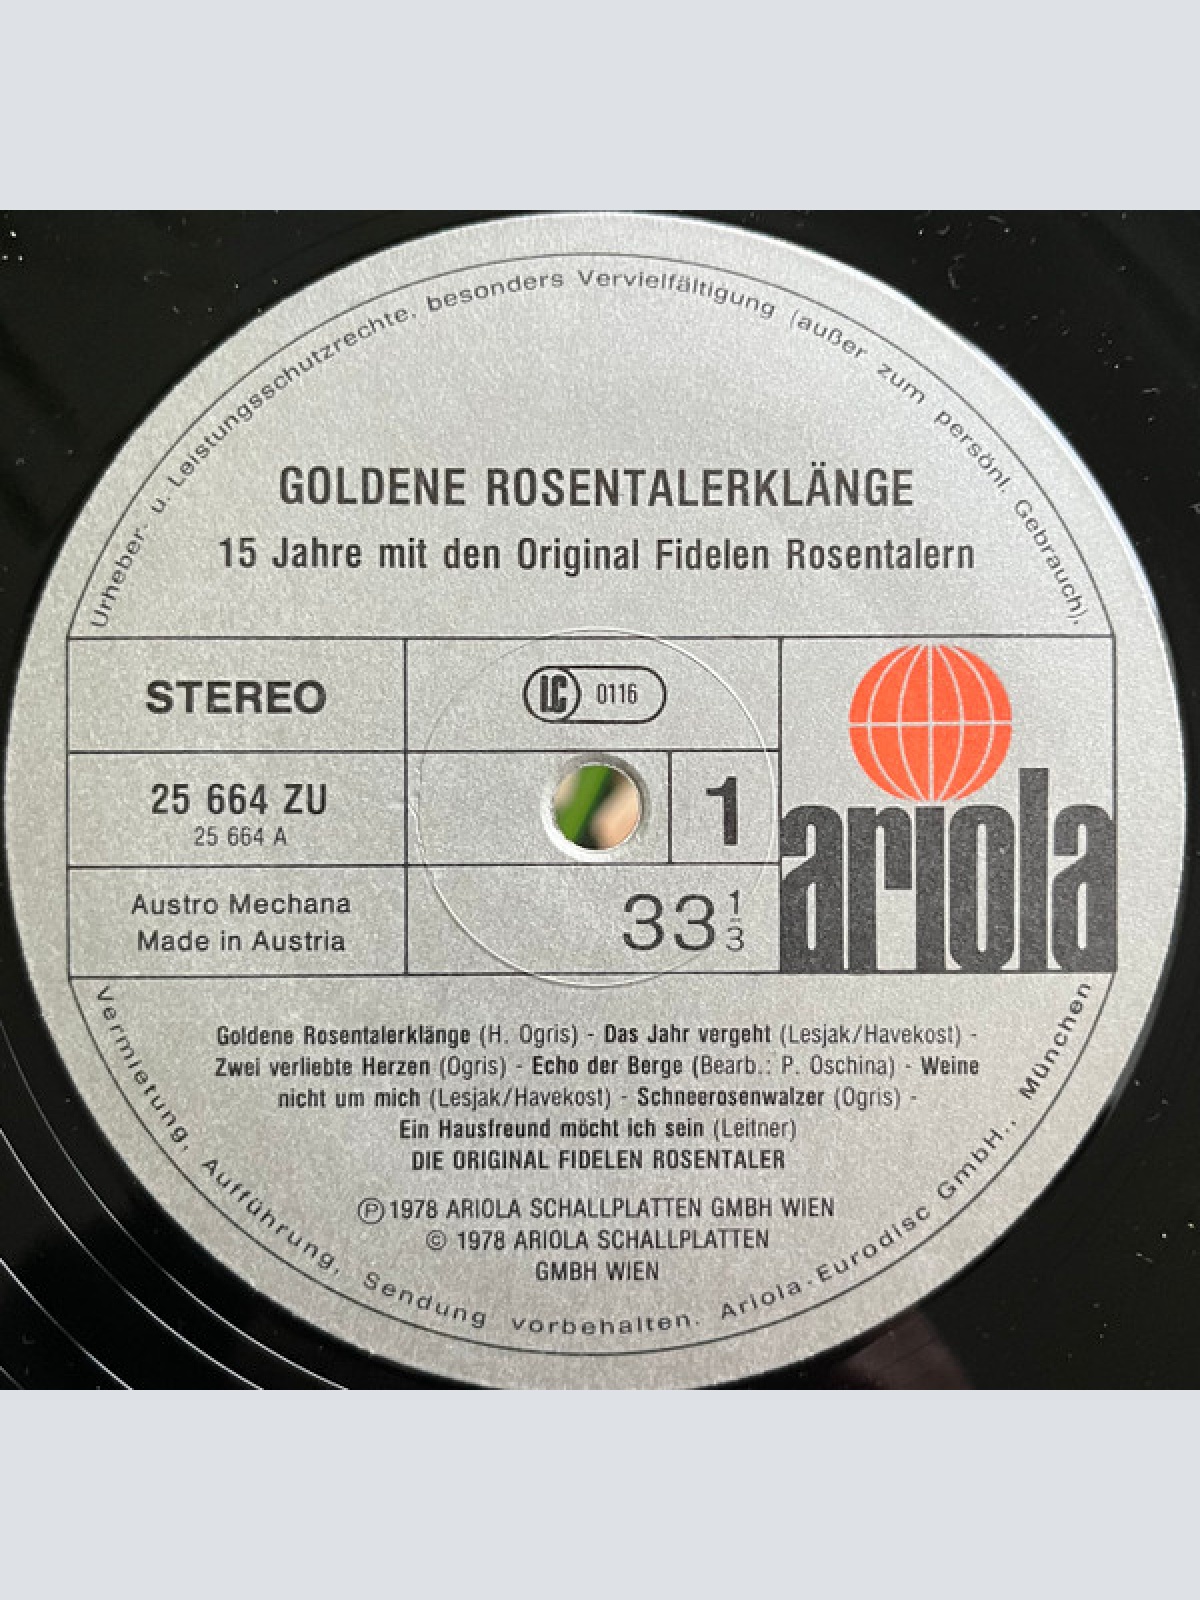 Urheber- u. Leistungsschutzrechte, besonders Vervielfältigung (außer zum persönl. Gebrauch),
GOLDENE ROSENTALERKLÄNGE
15 Jahre mit den Original Fidelen Rosentalern
STEREO
LC 0116
25 664 ZU
25 664 A
1
Austro Mechana
Made in Austria
33 1/3
ariola
Goldene Rosentalerklänge (H. Ogris) - Das Jahr vergeht (Lesjak/Havekost) -
Zwei verliebte Herzen (Ogris) - Echo der Berge (Bearb.: P. Oschina) - Weine
nicht um mich (Lesjak/Havekost) - Schneerosenwalzer (Ogris) -
Ein Hausfreund möcht ich sein (Leitner)
DIE ORIGINAL FIDELEN ROSENTALER
Ⓟ 1978 ARIOLA SCHALLPLATTEN GMBH WIEN
© 1978 ARIOLA SCHALLPLATTEN
GMBH WIEN
Vermietung, Aufführung, Sendung vorbehalten. Ariola-Eurodisc GmbH., München